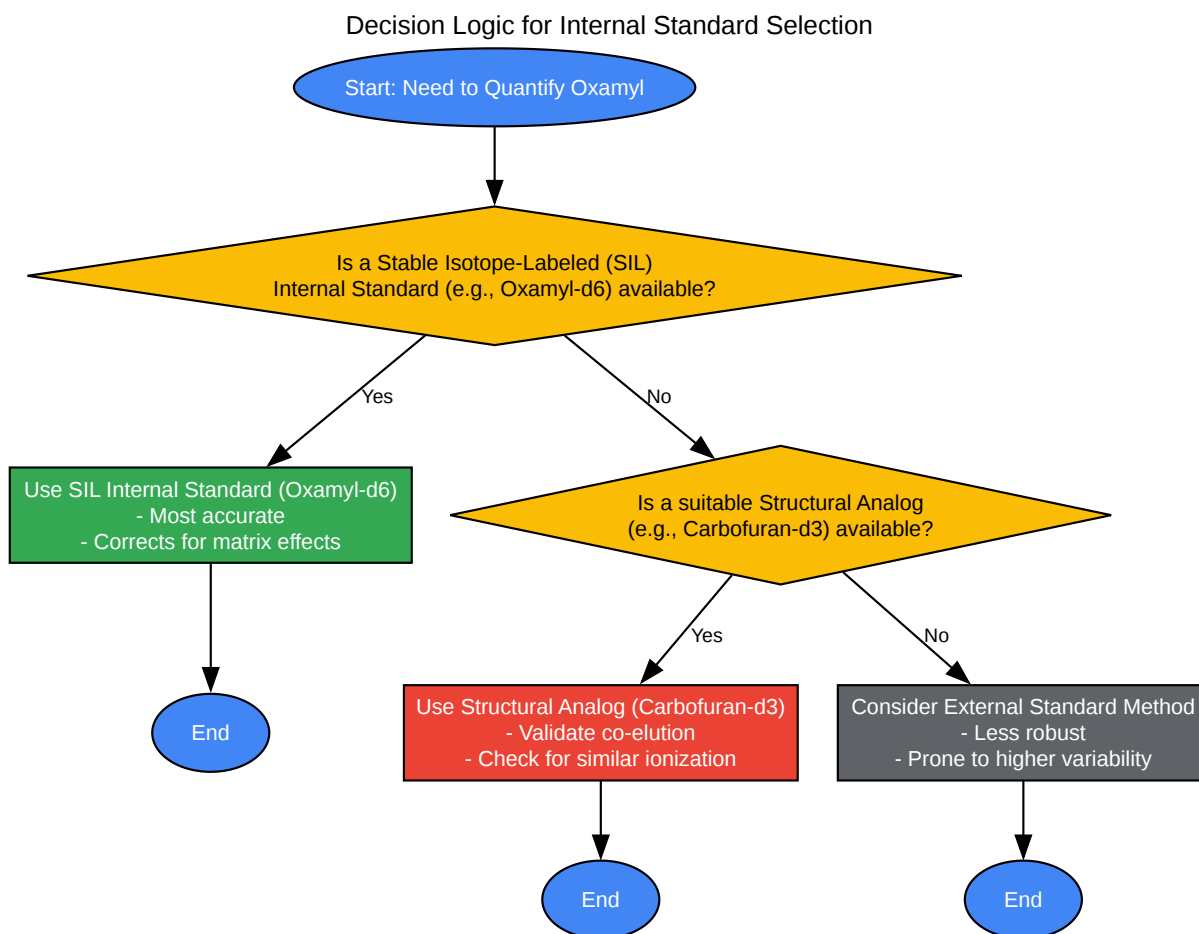 Decision Logic for Internal Standard Selection
Start: Need to Quantify Oxamyl
Is a Stable Isotope-Labeled (SIL)
Internal Standard (e.g., Oxamyl-d6) available?
Yes
No
Use SIL Internal Standard (Oxamyl-d6)
- Most accurate
- Corrects for matrix effects
Is a suitable Structural Analog
(e.g., Carbofuran-d3) available?
Yes
No
End
Use Structural Analog (Carbofuran-d3)
- Validate co-elution
- Check for similar ionization
Consider External Standard Method
- Less robust
- Prone to higher variability
End
End